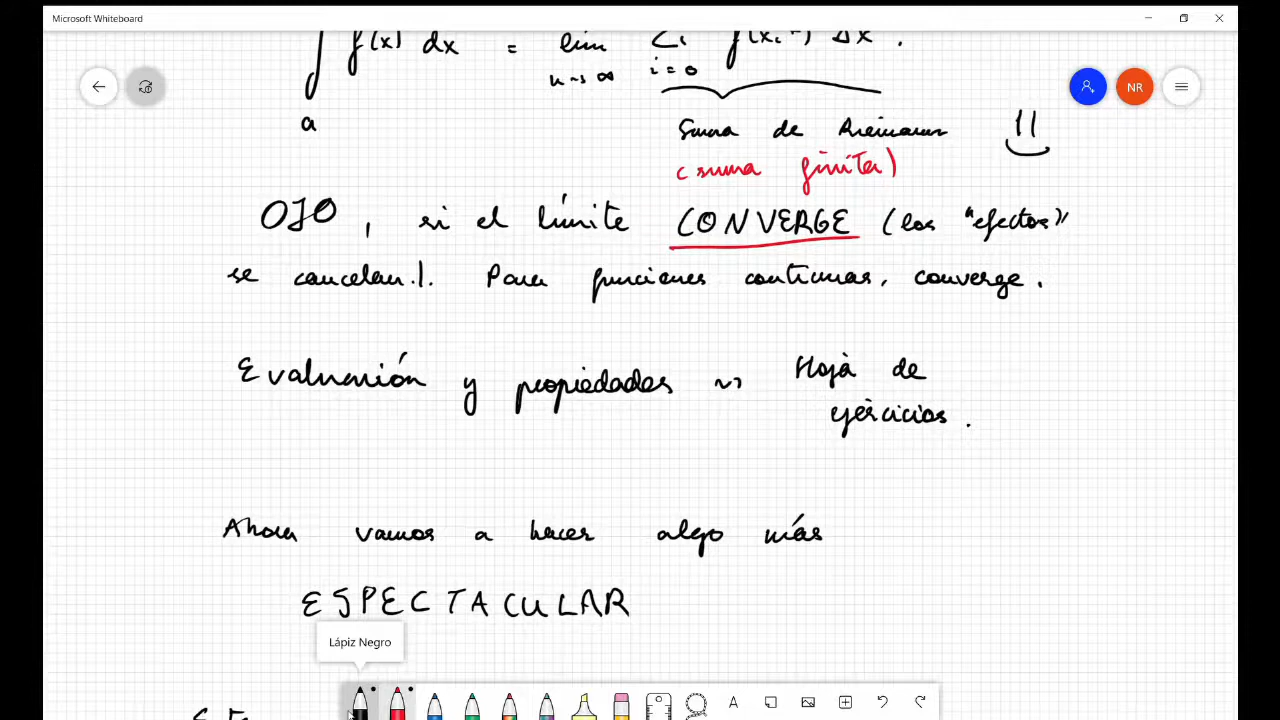 Microsoft Whiteboard
∫ f(x) dx = lim Σ f(xi*) Δx .
n→∞ i=0
NR
a
Suma de Riemann
(suma finita)
OJO, si el límite CONVERGE (los "efectos"
se cancelan.). Para funciones continuas, converge.
Evaluación y propiedades ~> Hoja de
ejercicios.
Ahora vamos a hacer algo más
ESPECTACULAR
Lápiz Negro
A